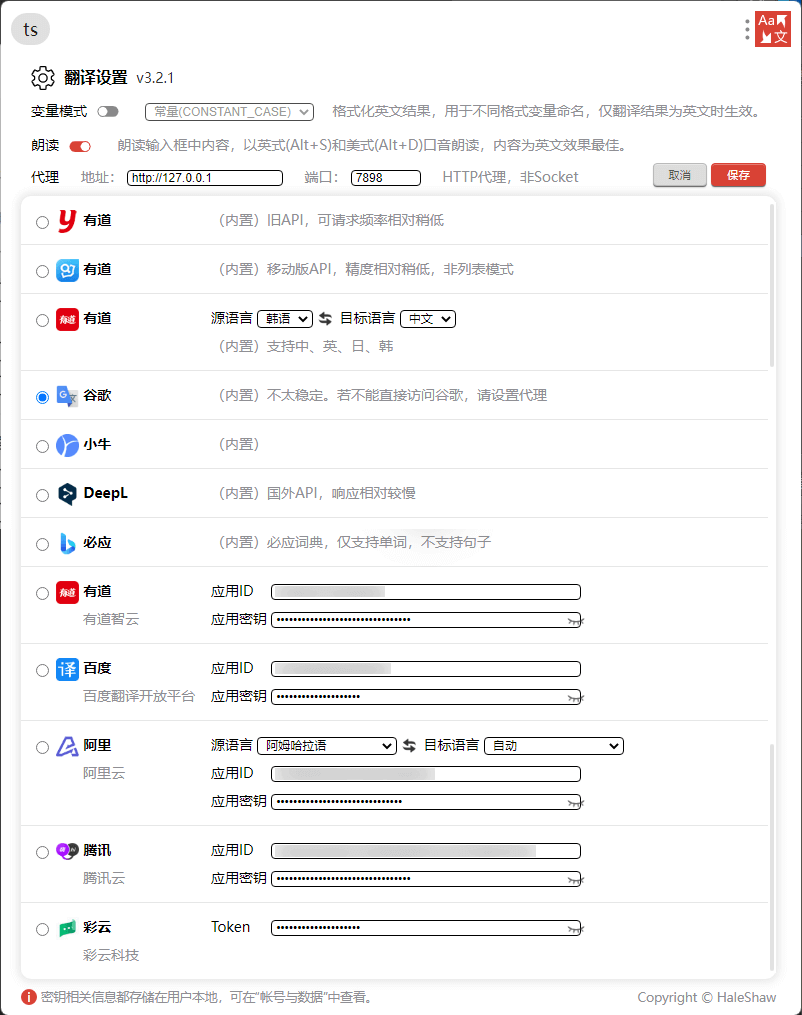 ts
Aa 文
翻译设置 v3.2.1
变量模式 常量(CONSTANT_CASE) 格式化英文结果，用于不同格式变量命名，仅翻译结果为英文时生效。
朗读 朗读输入框中内容，以英式(Alt+S)和美式(Alt+D)口音朗读，内容为英文效果最佳。
代理 地址： http://127.0.0.1 端口： 7898 HTTP代理，非Socket 取消 保存
有道 （内置）旧API，可请求频率相对稍低
有道 （内置）移动版API，精度相对稍低，非列表模式
有道 有道 源语言 韩语 目标语言 中文
（内置）支持中、英、日、韩
G 文 谷歌 （内置）不太稳定。若不能直接访问谷歌，请设置代理
小牛 （内置）
DeepL （内置）国外API，响应相对较慢
必应 （内置）必应词典，仅支持单词，不支持句子
有道 有道 应用ID
有道智云 应用密钥
译 百度 应用ID
百度翻译开放平台 应用密钥
阿里 源语言 阿姆哈拉语 目标语言 自动
阿里云 应用ID
应用密钥
腾讯 应用ID
腾讯云 应用密钥
彩云 Token
彩云科技
密钥相关信息都存储在用户本地，可在“帐号与数据”中查看。 Copyright © HaleShaw